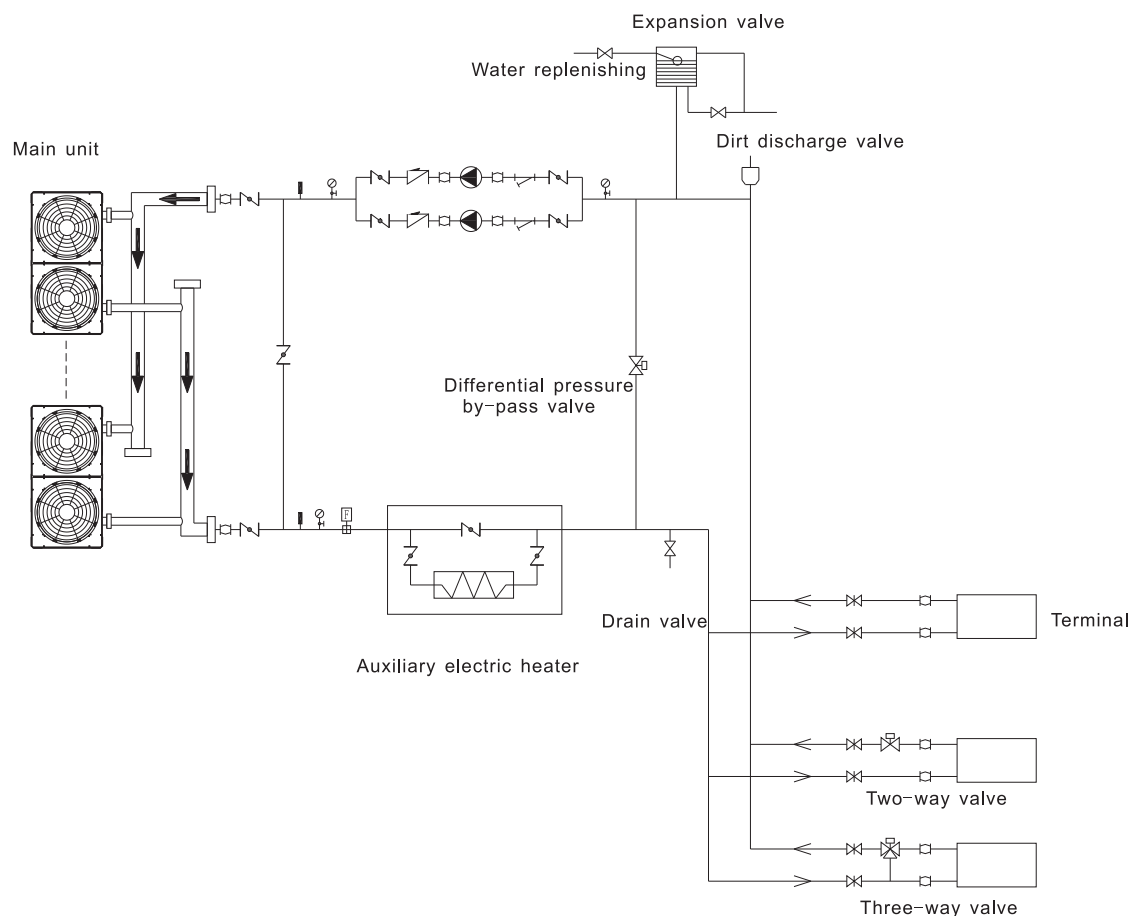 Expansion valve
Water replenishing
Dirt discharge valve
Main unit
Differential pressure
by-pass valve
F
Drain valve
Terminal
Auxiliary electric heater
Two-way valve
Three-way valve